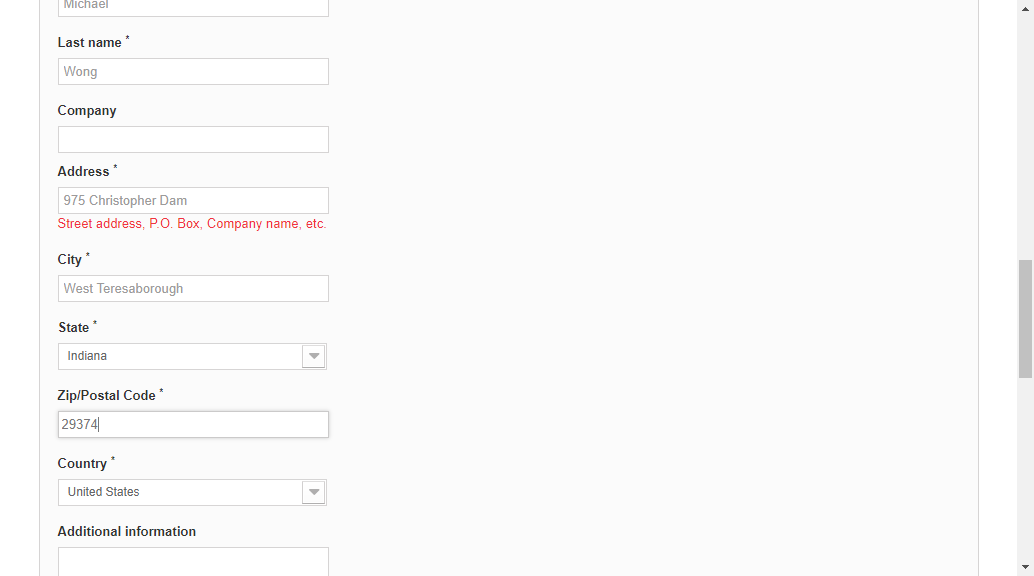 Michael
Last name *
Wong
Company
Address *
975 Christopher Dam
Street address, P.O. Box, Company name, etc.
City *
West Teresaborough
State *
Indiana
Zip/Postal Code *
29374
Country *
United States
Additional information